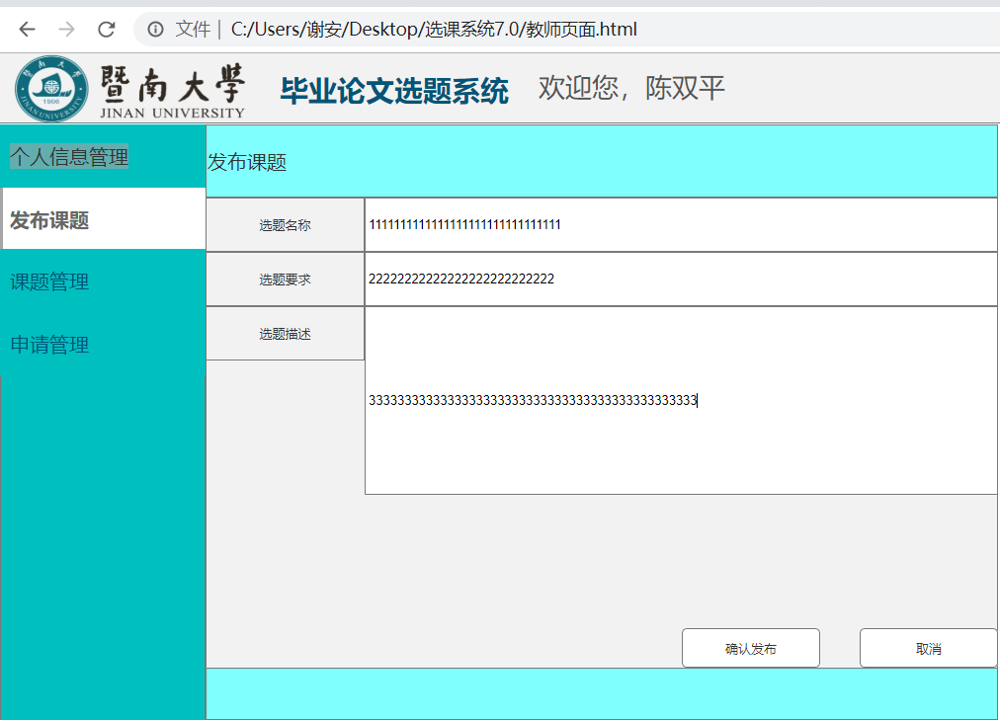 文件 | C:/Users/谢安/Desktop/选课系统7.0/教师页面.html
1906
暨南大学
JINAN UNIVERSITY
毕业论文选题系统
欢迎您，陈双平
个人信息管理
发布课题
课题管理
申请管理
发布课题
选题名称
111111111111111111111111111
选题要求
22222222222222222222222222
选题描述
3333333333333333333333333333333333333333333333
确认发布
取消